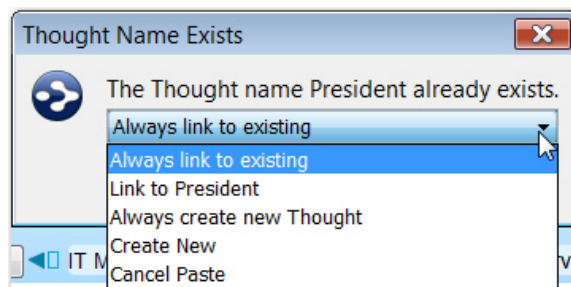 Thought Name Exists
The Thought name President already exists.
Always link to existing
Always link to existing
Link to President
Always create new Thought
Create New
Cancel Paste
IT